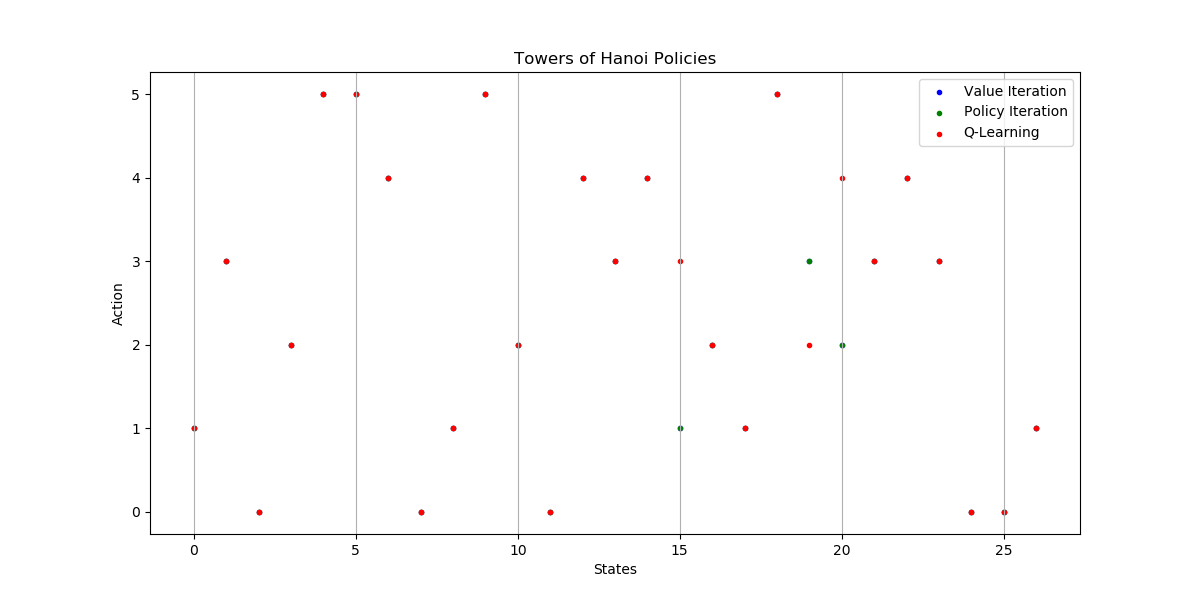 Towers of Hanoi Policies
Value Iteration
Policy Iteration
Q-Learning
5
4
3
2
1
0
Action
0
5
10
15
20
25
States